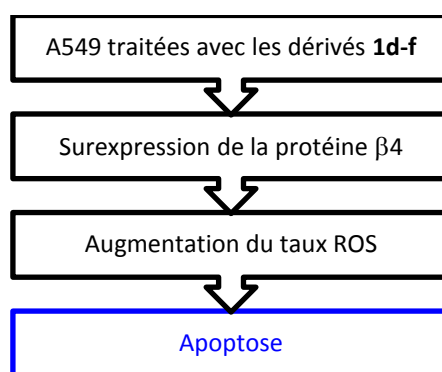 A549 traitées avec les dérivés 1d-f
Surexpression de la protéine β4
Augmentation du taux ROS
Apoptose